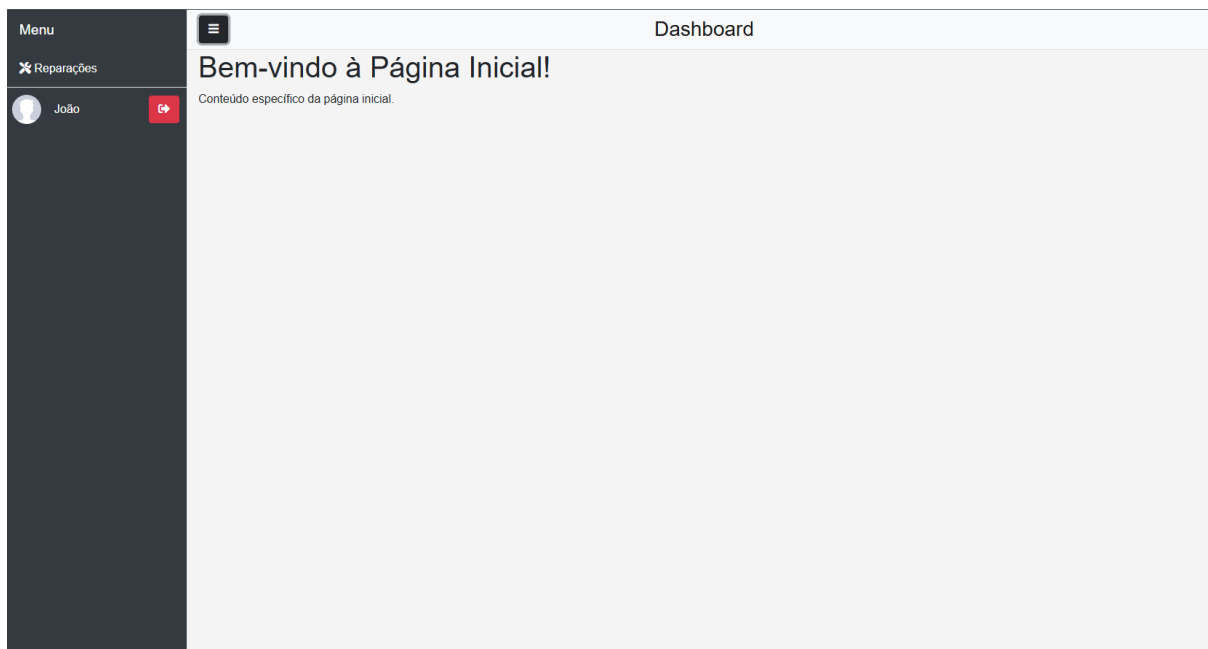 Menu
Dashboard
Reparações
João
Bem-vindo à Página Inicial!
Conteúdo específico da página inicial.